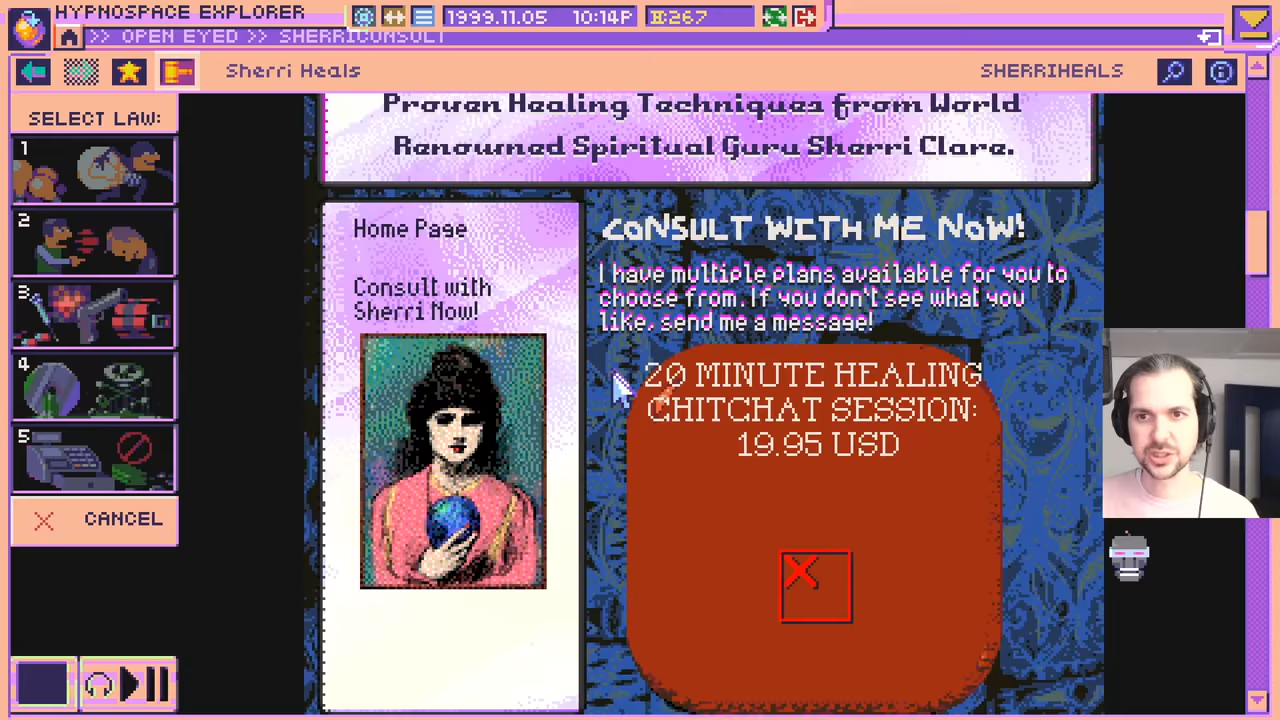 HYPNOSPACE EXPLORER
1999.11.05 10:14P
267
>> OPEN EYED >> SHERRICONSULT
Sherri Heals
SHERRIHEALS
SELECT LAW:
1
2
3
4
5
CANCEL
Proven Healing Techniques from World
Renowned Spiritual Guru Sherri Clare.
Home Page
Consult with
Sherri Now!
CONSULT WITH ME NOW!
I have multiple plans available for you to
choose from. If you don't see what you
like, send me a message!
20 MINUTE HEALING
CHITCHAT SESSION:
19.95 USD